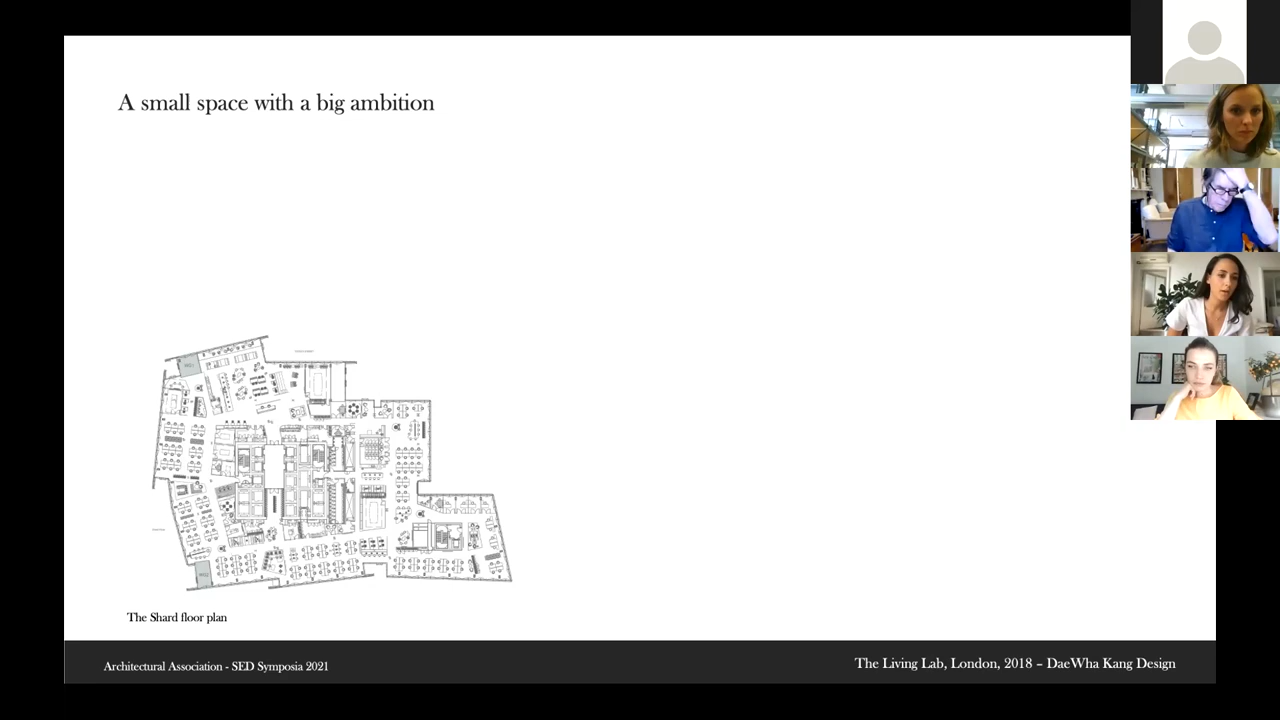 A small space with a big ambition
The Shard floor plan
Architectural Association - SED Symposia 2021
The Living Lab, London, 2018 – DaeWha Kang Design